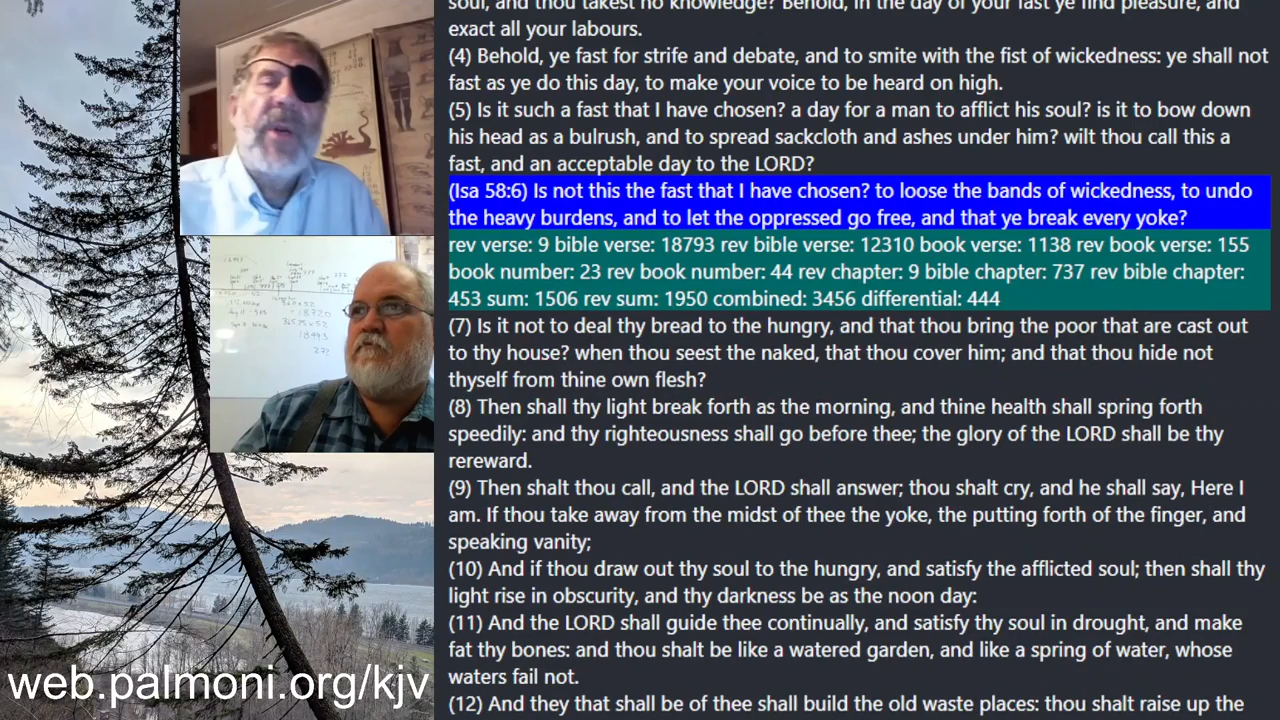 soul, and thou takest no knowledge? Behold, in the day of your fast ye find pleasure, and
exact all your labours.
(4) Behold, ye fast for strife and debate, and to smite with the fist of wickedness: ye shall not
fast as ye do this day, to make your voice to be heard on high.
(5) Is it such a fast that I have chosen? a day for a man to afflict his soul? is it to bow down
his head as a bulrush, and to spread sackcloth and ashes under him? wilt thou call this a
fast, and an acceptable day to the LORD?
(Isa 58:6) Is not this the fast that I have chosen? to loose the bands of wickedness, to undo
the heavy burdens, and to let the oppressed go free, and that ye break every yoke?
rev verse: 9 bible verse: 18793 rev bible verse: 12310 book verse: 1138 rev book verse: 155
book number: 23 rev book number: 44 rev chapter: 9 bible chapter: 737 rev bible chapter:
453 sum: 1506 rev sum: 1950 combined: 3456 differential: 444
(7) Is it not to deal thy bread to the hungry, and that thou bring the poor that are cast out
to thy house? when thou seest the naked, that thou cover him; and that thou hide not
thyself from thine own flesh?
(8) Then shall thy light break forth as the morning, and thine health shall spring forth
speedily: and thy righteousness shall go before thee; the glory of the LORD shall be thy
rereward.
(9) Then shalt thou call, and the LORD shall answer; thou shalt cry, and he shall say, Here I
am. If thou take away from the midst of thee the yoke, the putting forth of the finger, and
speaking vanity;
(10) And if thou draw out thy soul to the hungry, and satisfy the afflicted soul; then shall thy
light rise in obscurity, and thy darkness be as the noon day:
(11) And the LORD shall guide thee continually, and satisfy thy soul in drought, and make
fat thy bones: and thou shalt be like a watered garden, and like a spring of water, whose
waters fail not.
(12) And they that shall be of thee shall build the old waste places: thou shalt raise up the
web.palmoni.org/kjv